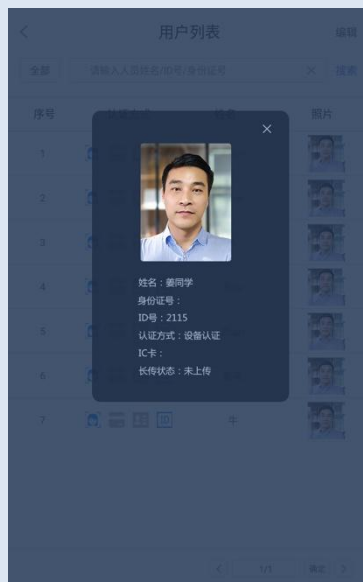 用户列表
编辑
全部
请输入人员姓名/ID号/身份证号
搜索
序号
照片
1
2
3
4
5
6
7
年
姓名：姜同学
身份证号：
ID号：2115
认证方式：设备认证
IC卡：
长传状态：未上传
1/1
确定